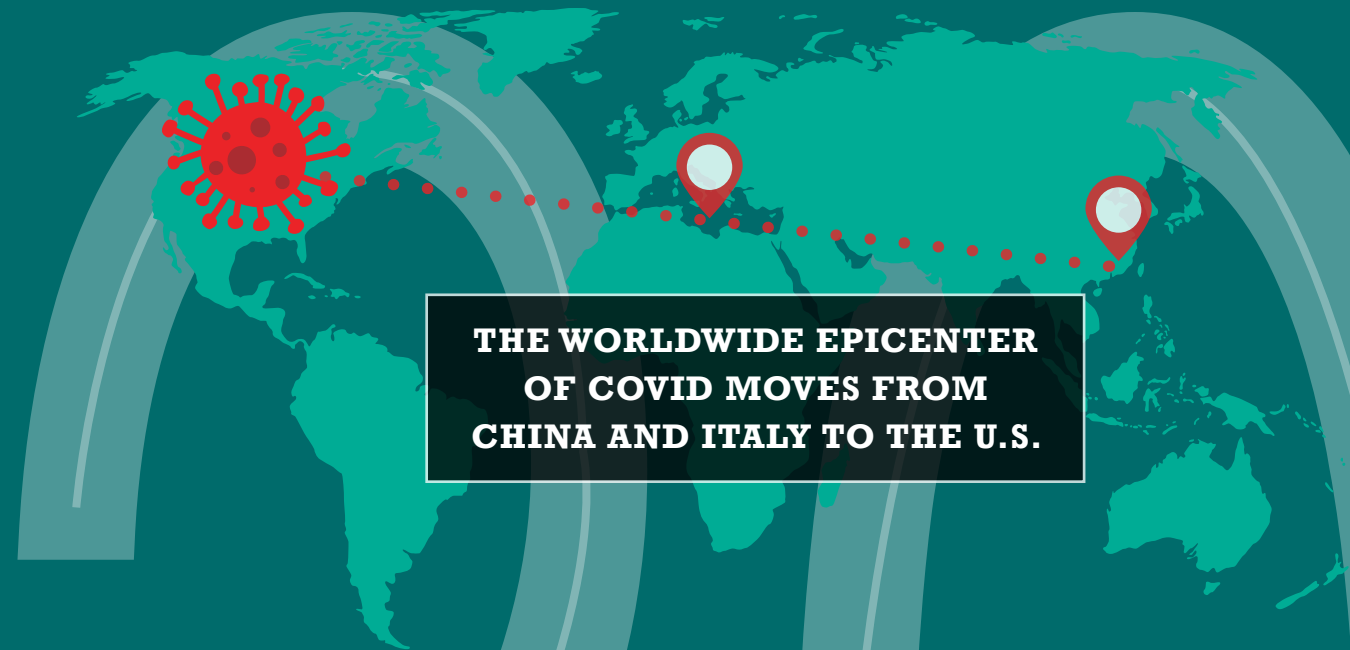 THE WORLDWIDE EPICENTER
OF COVID MOVES FROM
CHINA AND ITALY TO THE U.S.